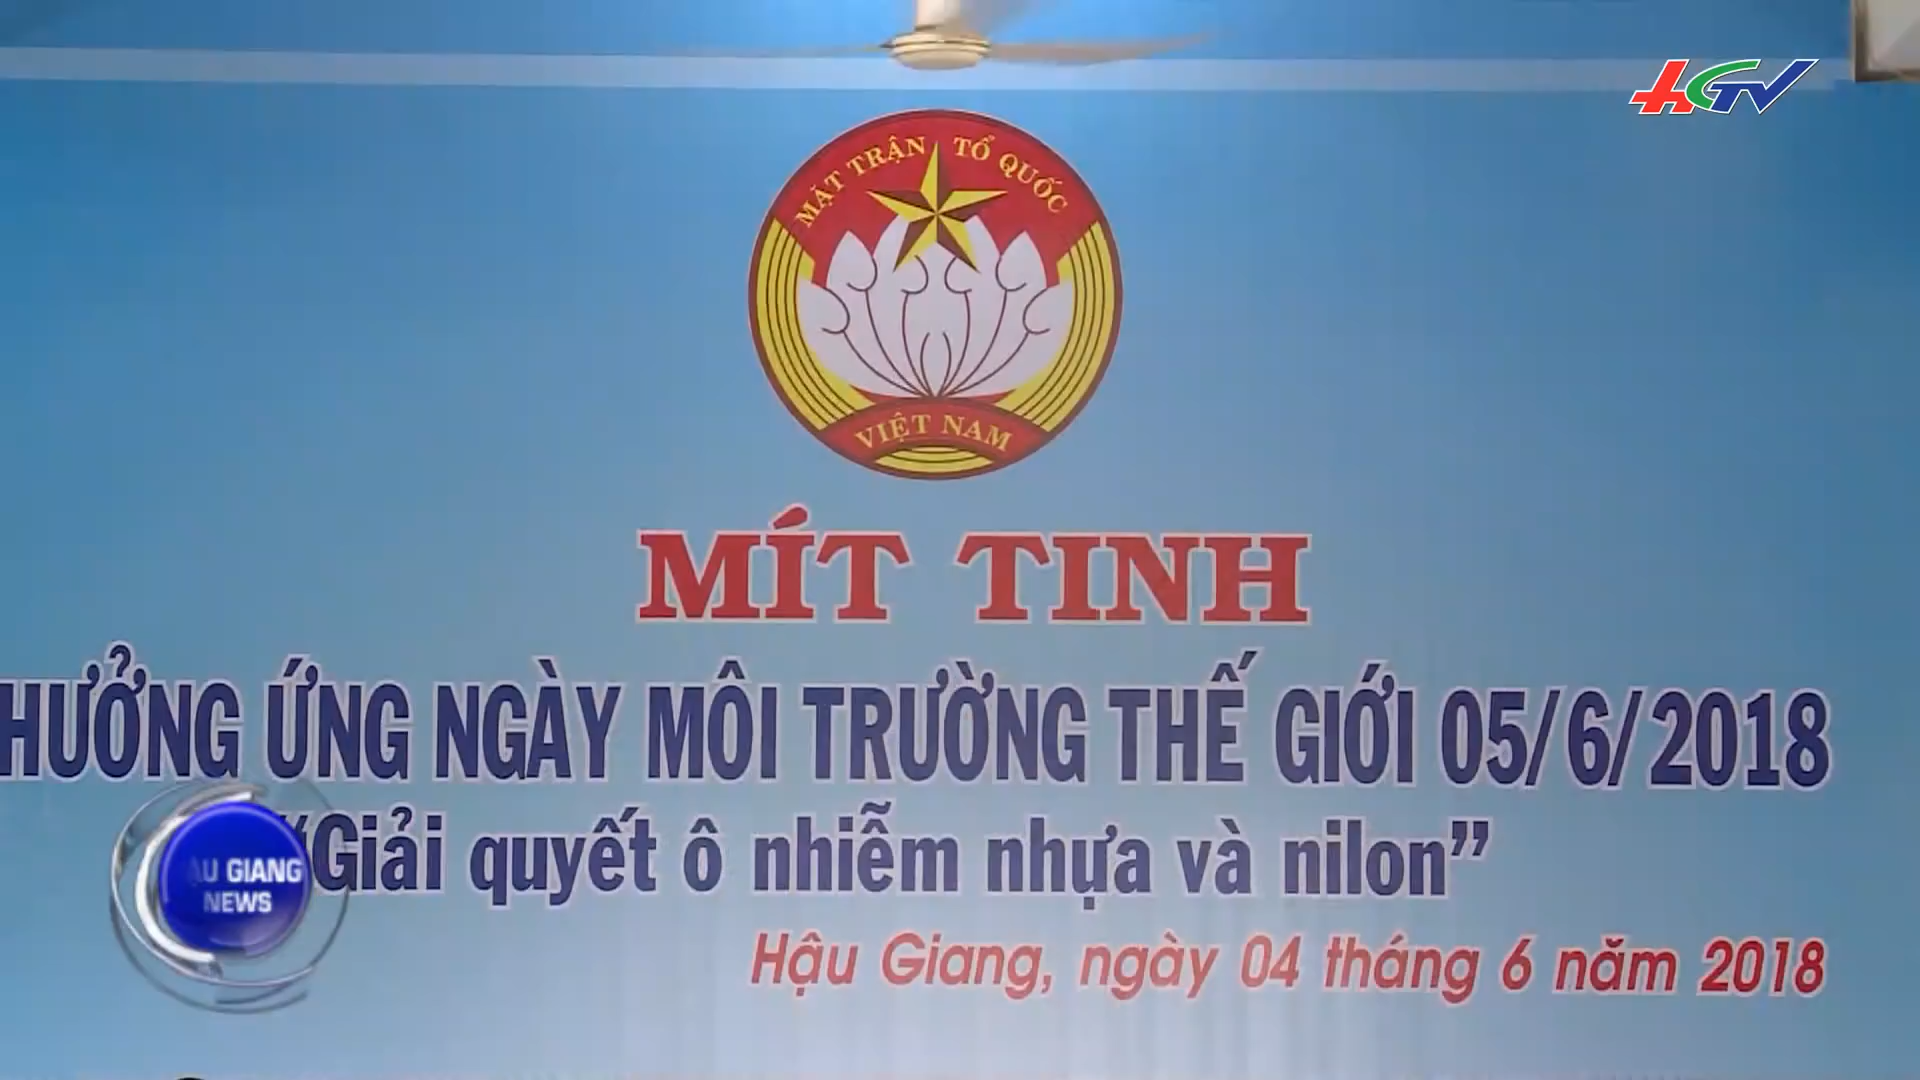 HGTV
MẶT TRẬN TỔ QUỐC
VIỆT NAM
MÍT TINH
HƯỞNG ỨNG NGÀY MÔI TRƯỜNG THẾ GIỚI 05/6/2018
"Giải quyết ô nhiễm nhựa và nilon"
Hậu Giang, ngày 04 tháng 6 năm 2018
ẬU GIANG
NEWS